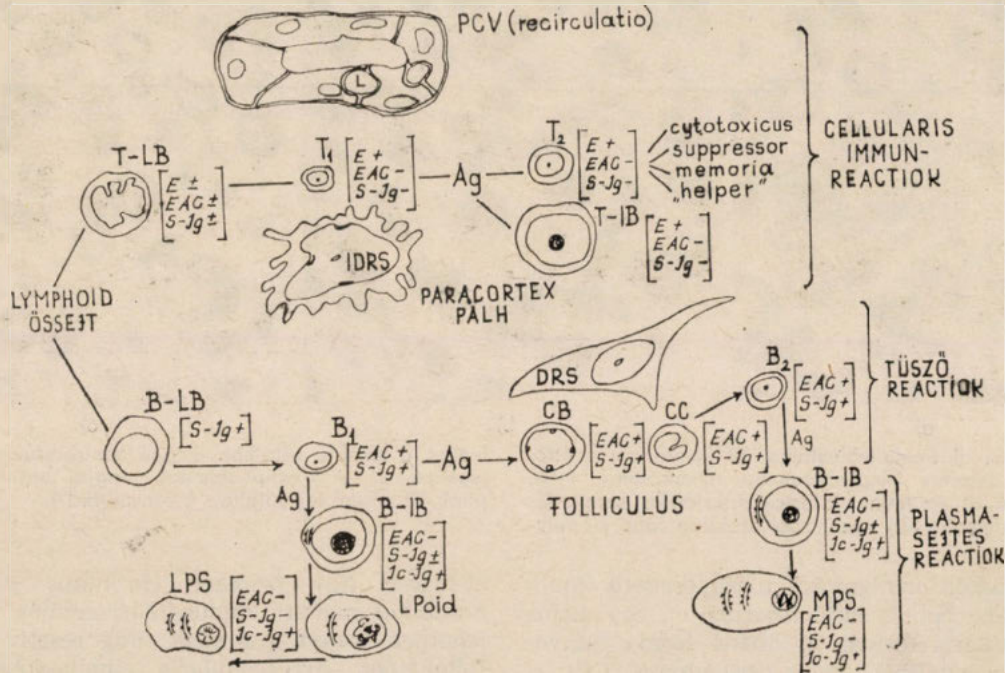 PCV (recirculatio)
L
T-LB
E ±
EAC ±
S-Jg ±
T₁
E +
EAC -
S-Jg -
Ag
T₂
E +
EAC -
S-Jg -
cytotoxicus
suppressor
memoria
„helper"
CELLULARIS
IMMUN-
REACTIOK
T-IB
E +
EAC -
S-Jg -
IDRS
PARACORTEX
PALH
LYMPHOID
ŐSSEJT
B-LB
S-Jg +
B₁
EAC +
S-Jg +
Ag
Ag
DRS
CB
EAC +
S-Jg +
CC
EAC +
S-Jg +
FOLLICULUS
B₂
EAC +
S-Jg +
TÜSZŐ
REACTIOK
Ag
B-IB
EAC -
S-Jg ±
Jc-Jg +
B-IB
EAC -
S-Jg ±
Jc-Jg +
PLASMA-
SEJTES
REACTIOK
LPS
EAC -
S-Jg -
Jc-Jg +
LPoid
MPS
EAC -
S-Jg -
Jc-Jg +